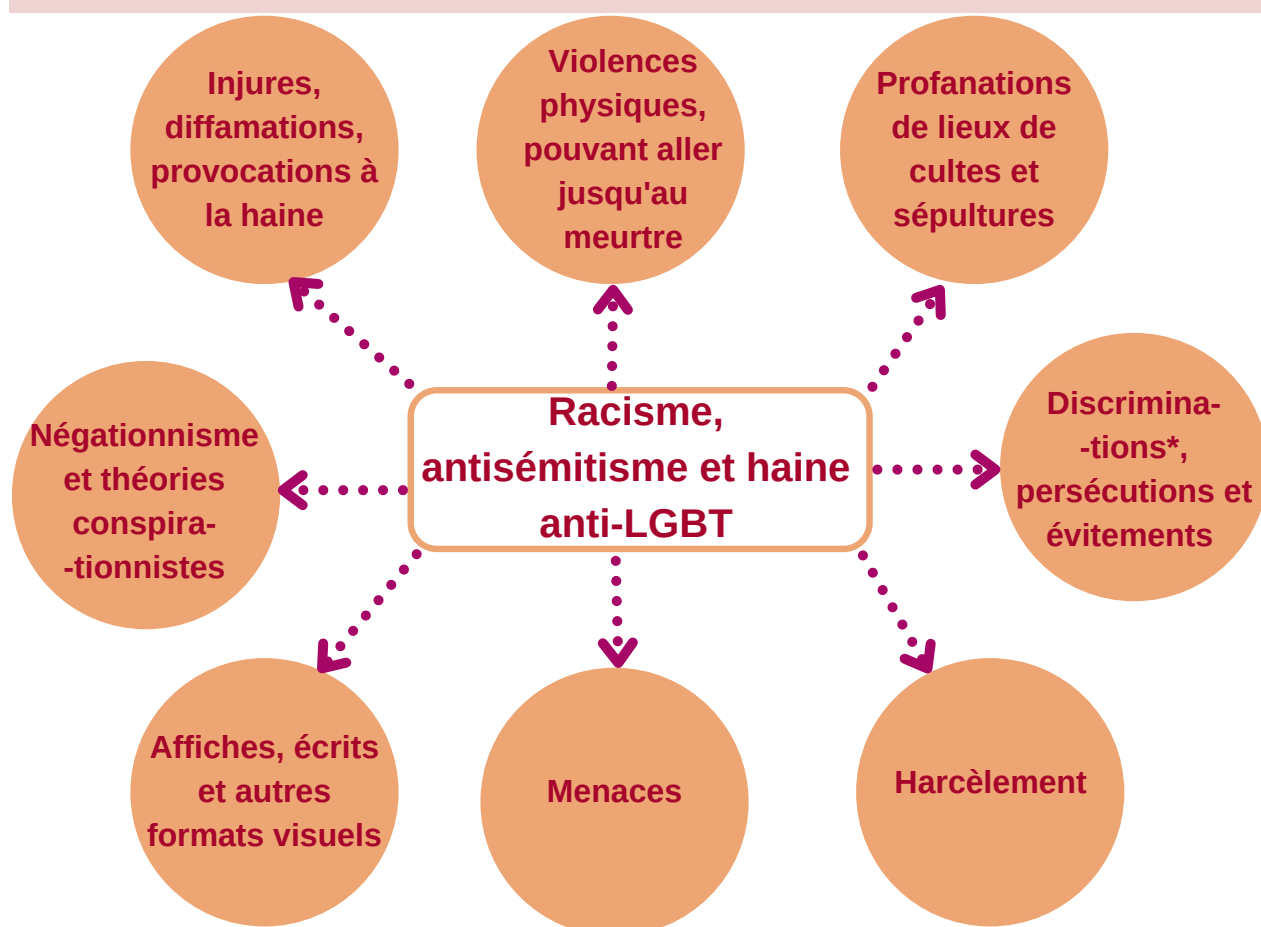 Injures,
diffamations,
provocations à
la haine
Violences
physiques,
pouvant aller
jusqu'au
meurtre
Profanations
de lieux de
cultes et
sépultures
Négationnisme
et théories
conspira-
-tionnistes
Racisme,
antisémitisme et haine
anti-LGBT
Discrimina-
-tions*,
persécutions et
évitements
Affiches, écrits
et autres
formats visuels
Menaces
Harcèlement